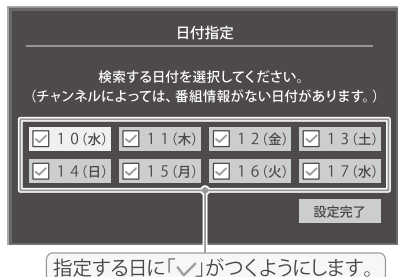 日付指定
検索する日付を選択してください。
(チャンネルによっては、番組情報がない日付があります。)
✓ 10(水) ✓ 11(木) ✓ 12(金) ✓ 13(土)
✓ 14(日) ✓ 15(月) ✓ 16(火) ✓ 17(水)
設定完了
指定する日に「✓」がつくようにします。